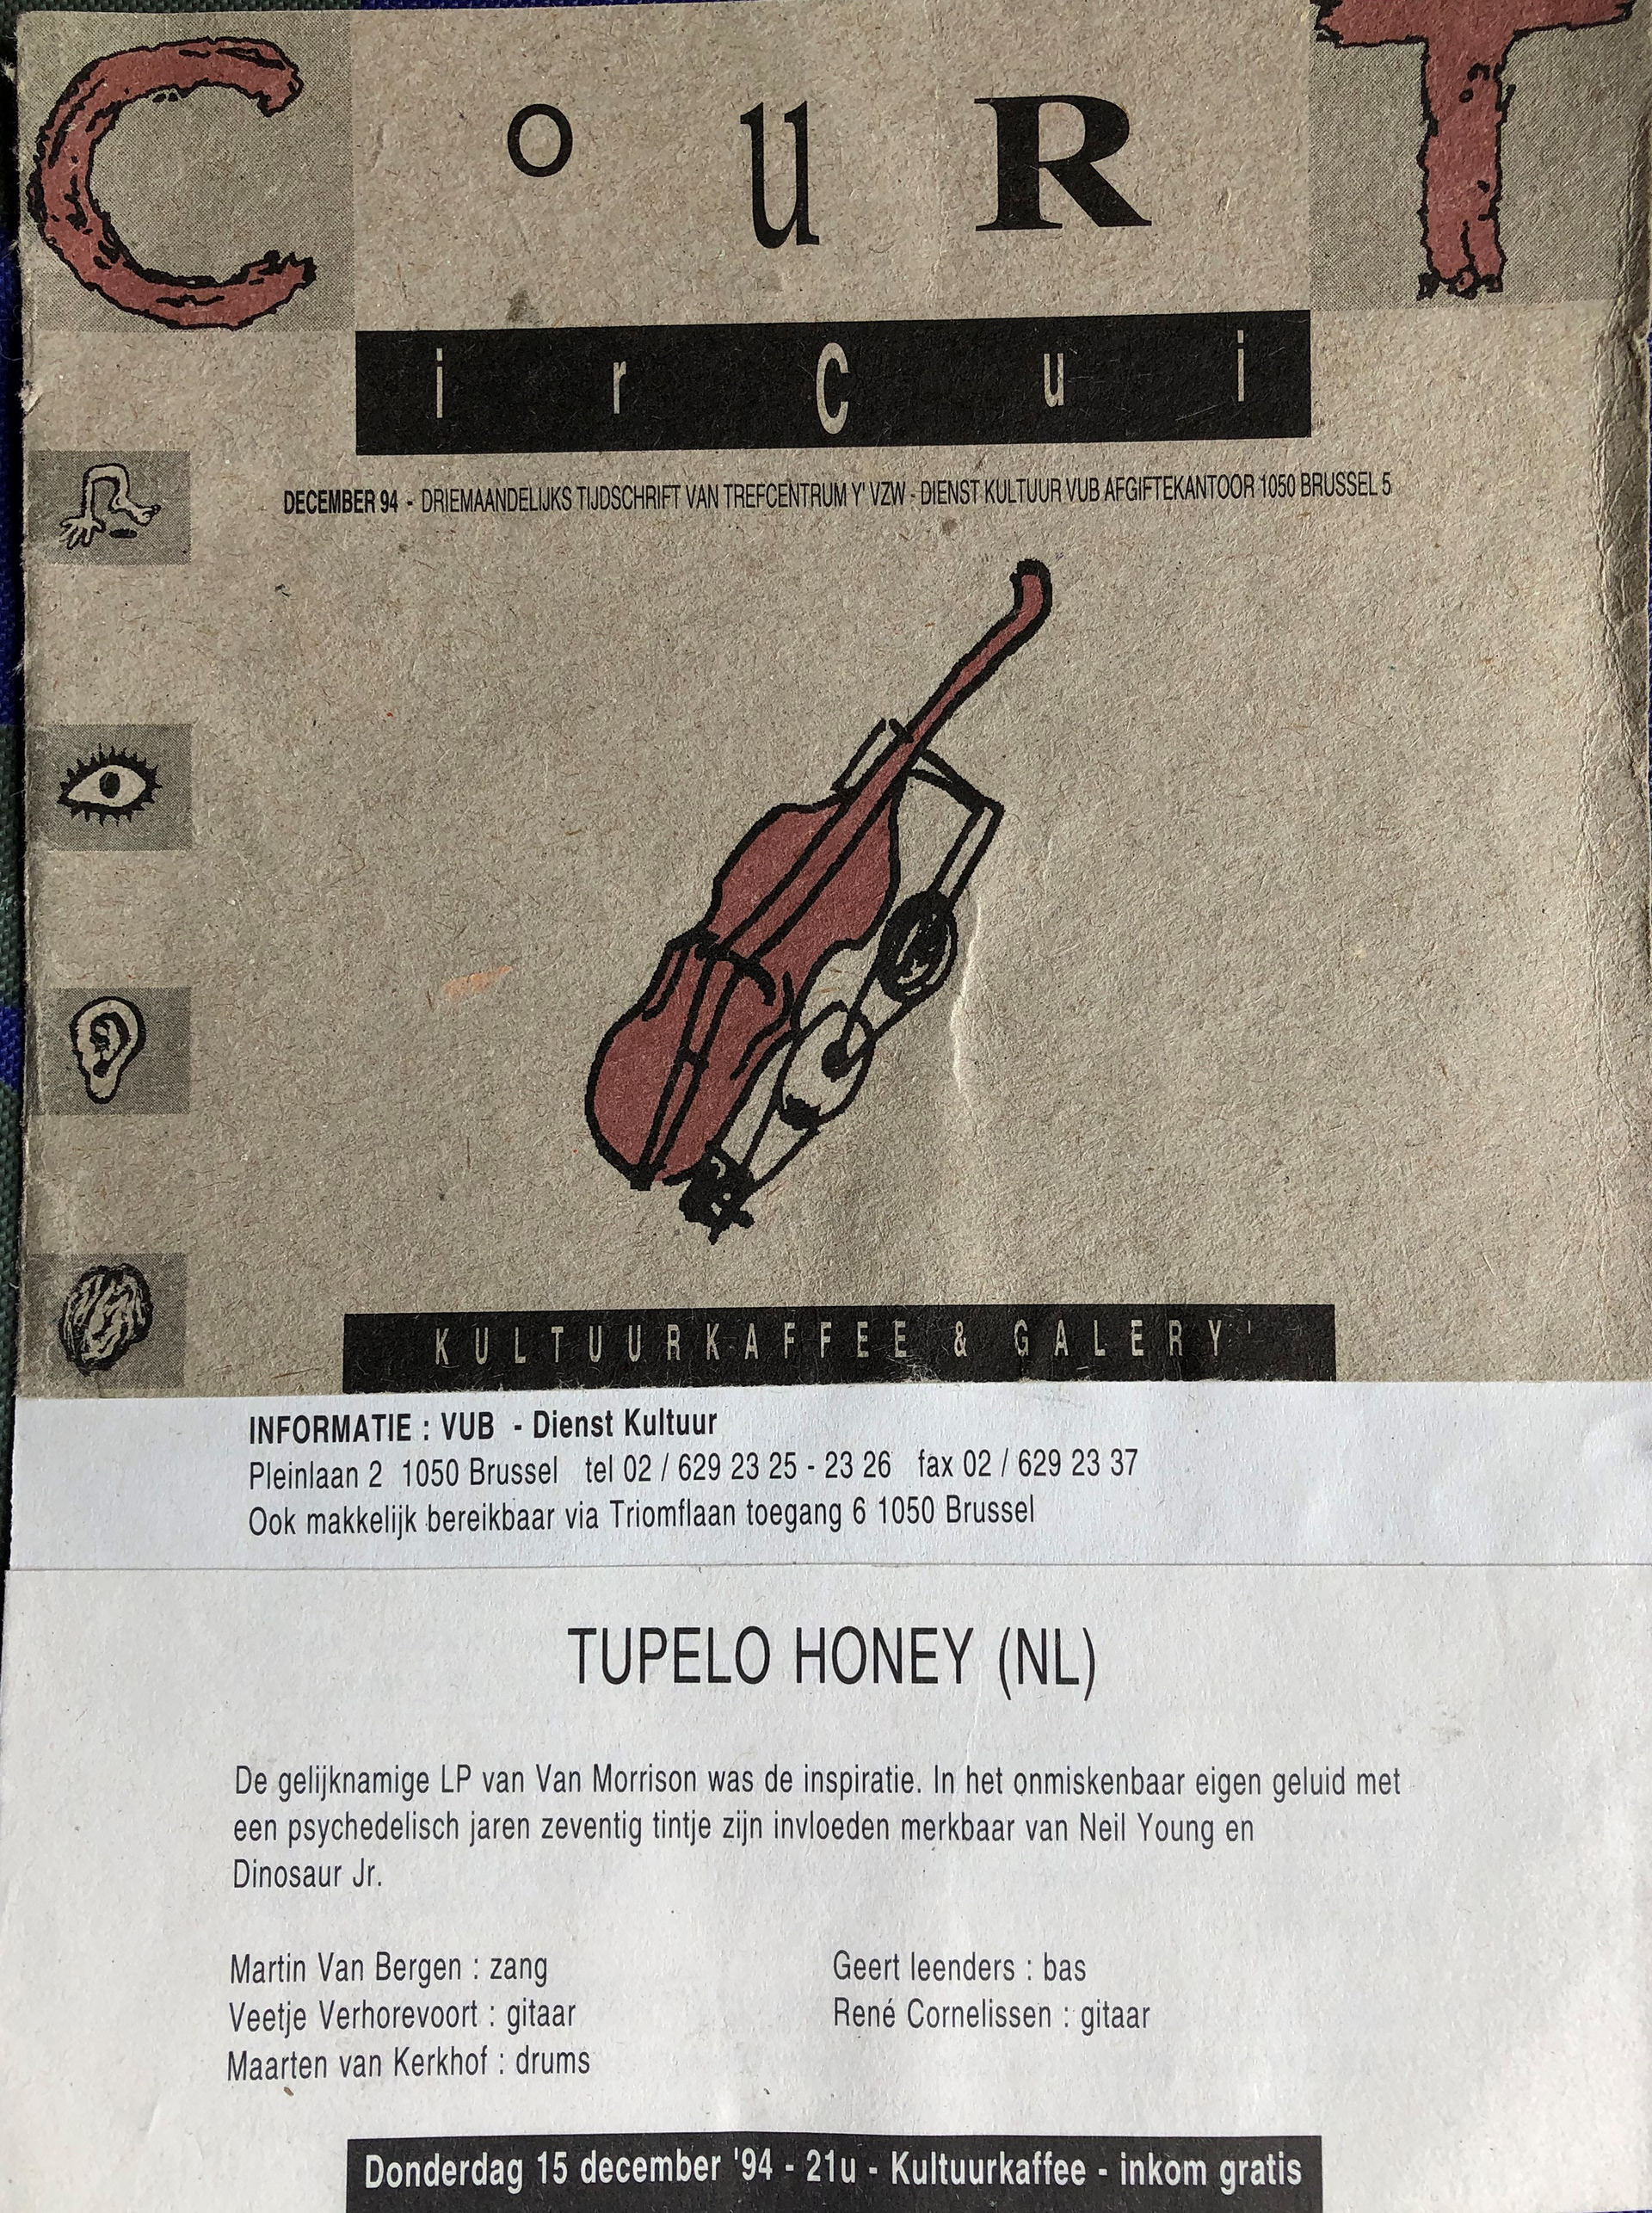 CouRT
irCui
DECEMBER 94 - DRIEMAANDELIJKS TIJDSCHRIFT VAN TREFCENTRUM Y' VZW - DIENST KULTUUR VUB AFGIFTEKANTOOR 1050 BRUSSEL 5
KULTUURKAFFEE & GALERY'
INFORMATIE : VUB - Dienst Kultuur
Pleinlaan 2 1050 Brussel tel 02 / 629 23 25 - 23 26 fax 02 / 629 23 37
Ook makkelijk bereikbaar via Triomflaan toegang 6 1050 Brussel
TUPELO HONEY (NL)
De gelijknamige LP van Van Morrison was de inspiratie. In het onmiskenbaar eigen geluid met
een psychedelisch jaren zeventig tintje zijn invloeden merkbaar van Neil Young en
Dinosaur Jr.
Martin Van Bergen : zang
Veetje Verhorevoort : gitaar
Maarten van Kerkhof : drums
Geert leenders : bas
René Cornelissen : gitaar
Donderdag 15 december '94 - 21u - Kultuurkaffee - inkom gratis